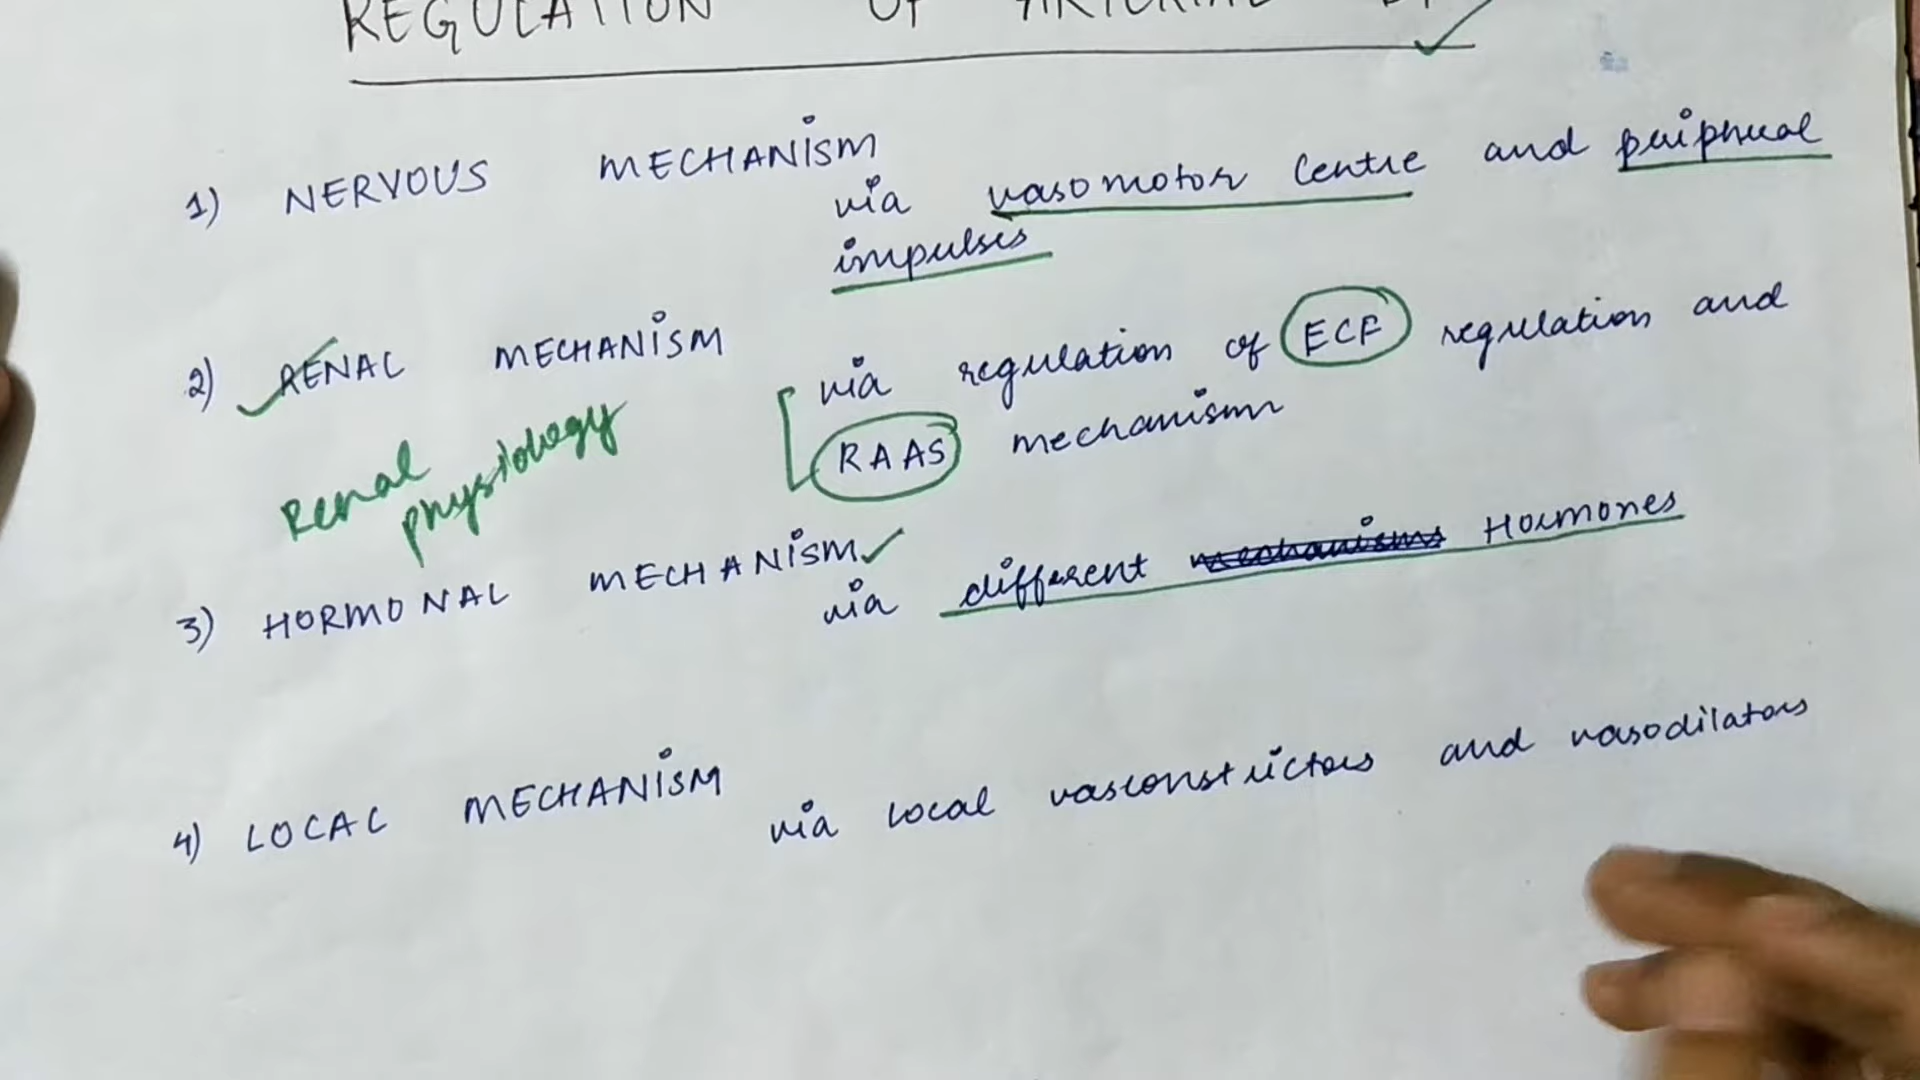 REGULATION OF ARTERIAL BP
1) NERVOUS MECHANISM
via vasomotor centre and peripheral
impulses
2) RENAL MECHANISM
via regulation of ECF regulation and
RAAS mechanism
Renal
physiology
3) HORMONAL MECHANISM
via different mechanisms Hormones
4) LOCAL MECHANISM
via local vasconstrictors and vasodilators